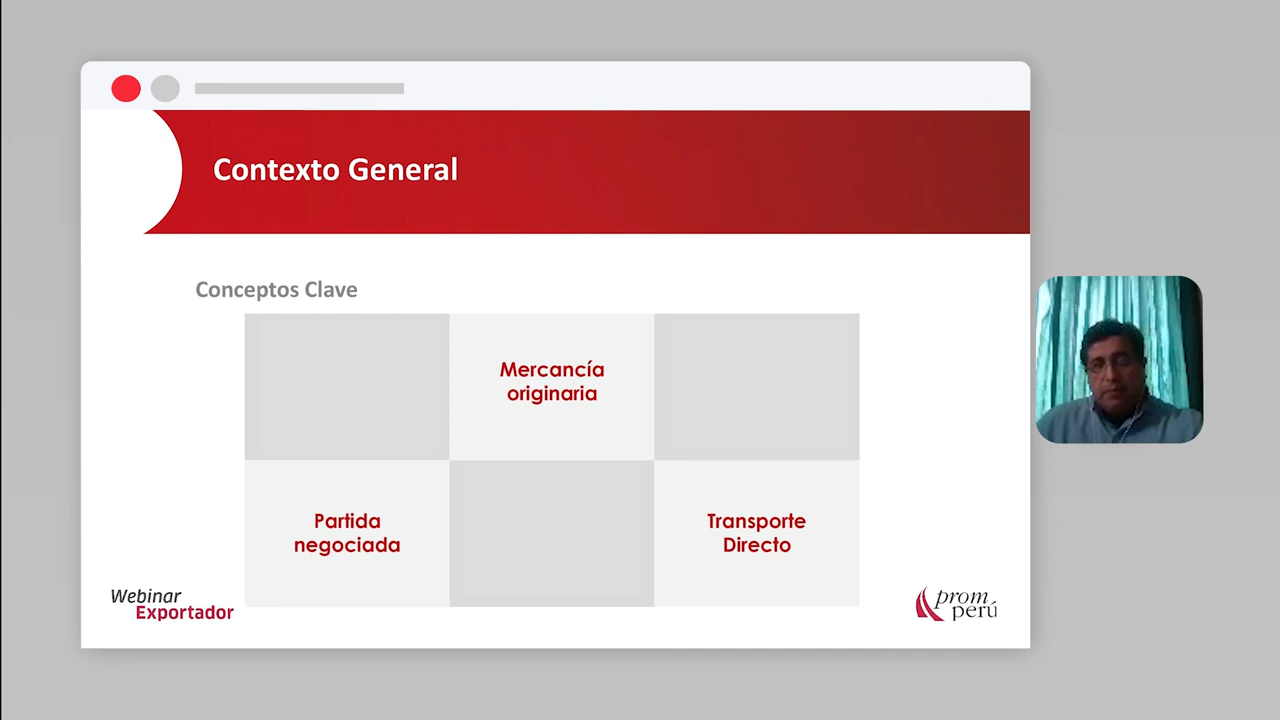 Contexto General
Conceptos Clave
Mercancía
originaria
Partida
negociada
Transporte
Directo
Webinar
Exportador
prom
perú